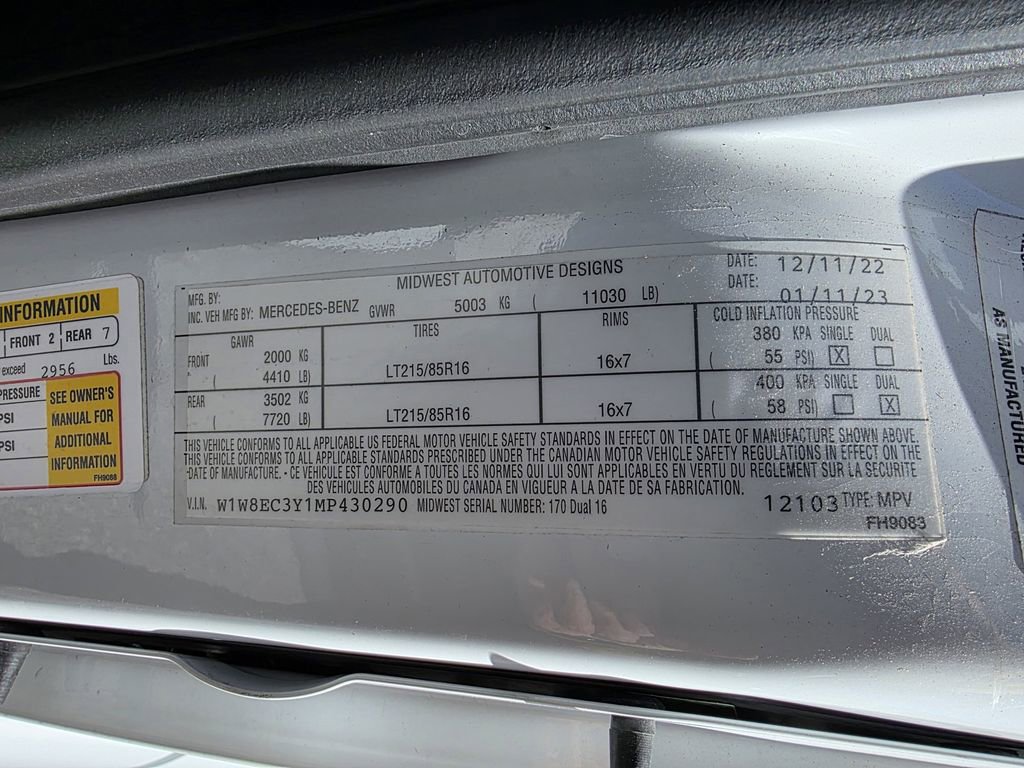 INFORMATION
FRONT 2 REAR 7
exceed 2956 Lbs.
PRESSURE
PSI
PSI
SEE OWNER'S
MANUAL FOR
ADDITIONAL
INFORMATION
FH9088
MFG. BY: MIDWEST AUTOMOTIVE DESIGNS DATE: 12/11/22
INC. VEH MFG BY: MERCEDES-BENZ GVWR 5003 KG ( 11030 LB) DATE: 01/11/23
GAWR TIRES RIMS COLD INFLATION PRESSURE
FRONT 2000 KG 380 KPA SINGLE DUAL
( 4410 LB) LT215/85R16 16x7 ( 55 PSI) X
REAR 3502 KG 400 KPA SINGLE DUAL
( 7720 LB) LT215/85R16 16x7 ( 58 PSI) X
THIS VEHICLE CONFORMS TO ALL APPLICABLE US FEDERAL MOTOR VEHICLE SAFETY STANDARDS IN EFFECT ON THE DATE OF MANUFACTURE SHOWN ABOVE.
THIS VEHICLE CONFORMS TO ALL APPLICABLE STANDARDS PRESCRIBED UNDER THE CANADIAN MOTOR VEHICLE SAFETY REGULATIONS IN EFFECT ON THE
DATE OF MANUFACTURE. - CE VEHICULE EST CONFORME A TOUTES LES NORMES QUI LUI SONT APPLICABLES EN VERTU DU REGLEMENT SUR LA SECURITE
DES VEHICULES AUTOMOBILES DU CANADA EN VIGUEUR A LA DATE DE SA FABRICATION.
V.I.N. W1W8EC3Y1MP430290 MIDWEST SERIAL NUMBER: 170 Dual 16 12103 TYPE: MPV
FH9083
AS MANUFACTURED